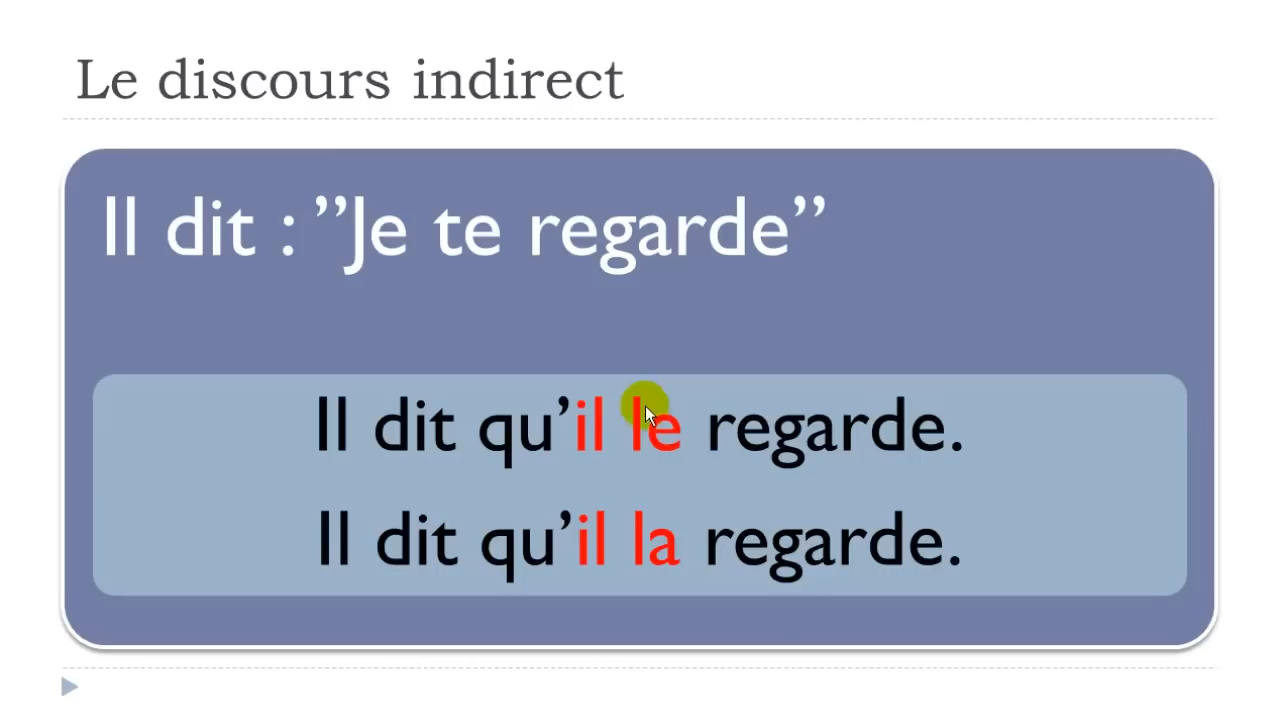 Le discours indirect
Il dit : ”Je te regarde”
Il dit qu’il le regarde.
Il dit qu’il la regarde.